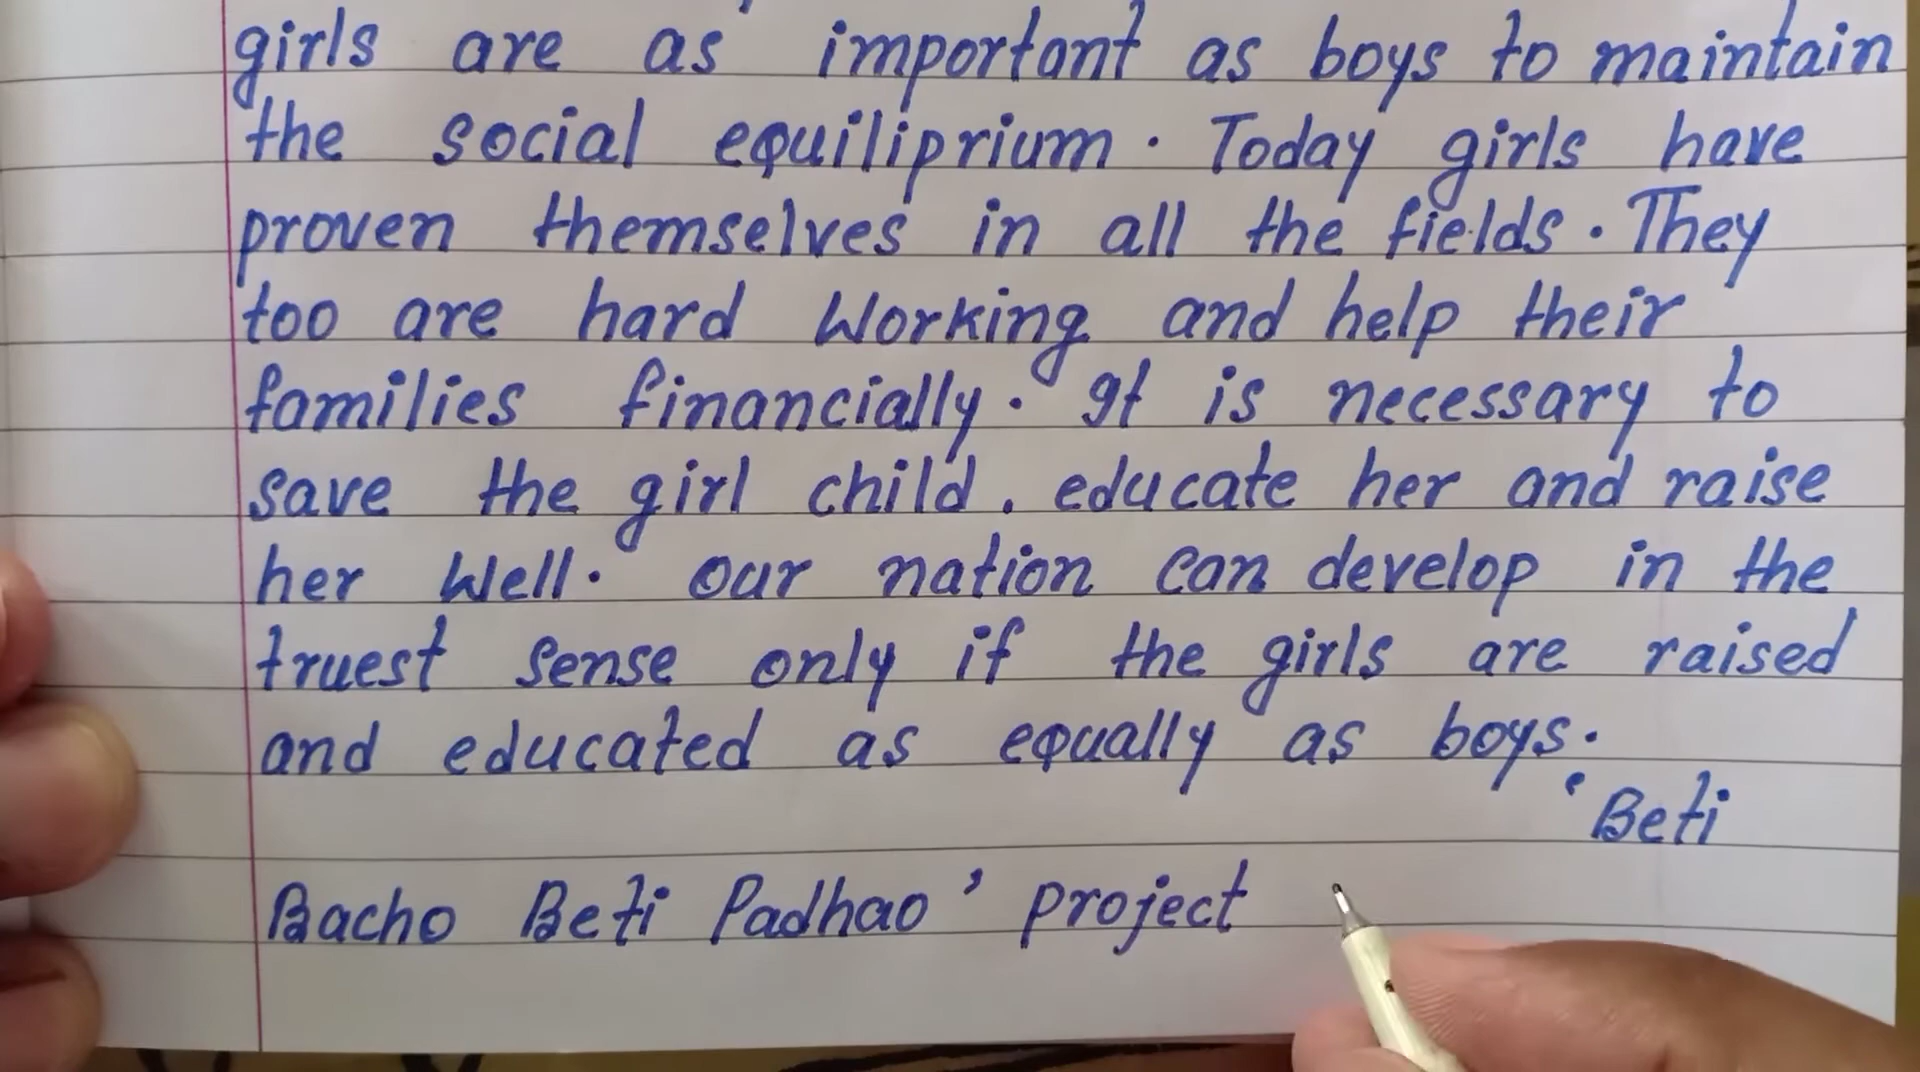 girls are as important as boys to maintain
the social equiliprium. Today girls have
proven themselves in all the fields. They
too are hard Working and help their
families financially. It is necessary to
save the girl child. educate her and raise
her Well. our nation can develop in the
truest sense only if the girls are raised
and educated as equally as boys.
'Beti
Bacho Beti Padhao' project